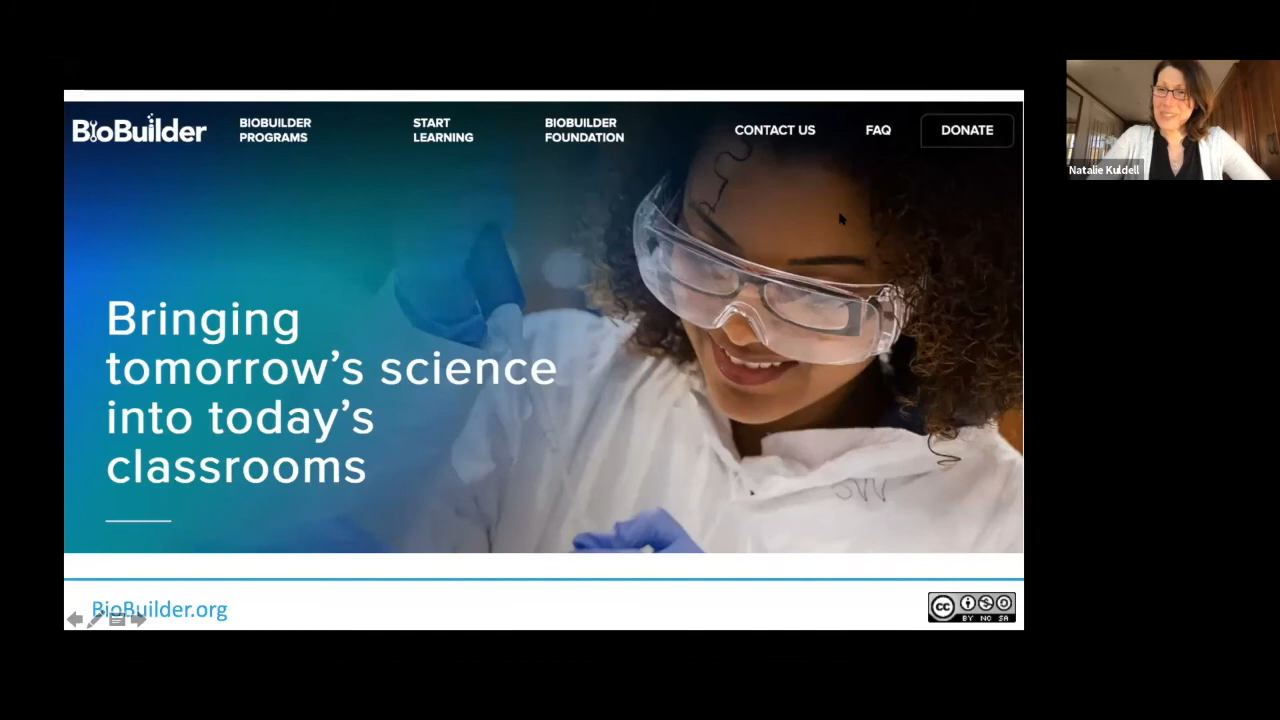 BioBuilder
BIOBUILDER
PROGRAMS
START
LEARNING
BIOBUILDER
FOUNDATION
CONTACT US
FAQ
DONATE
Natalie Kuldell
Bringing
tomorrow's science
into today's
classrooms
BioBuilder.org
cc
BY NC SA